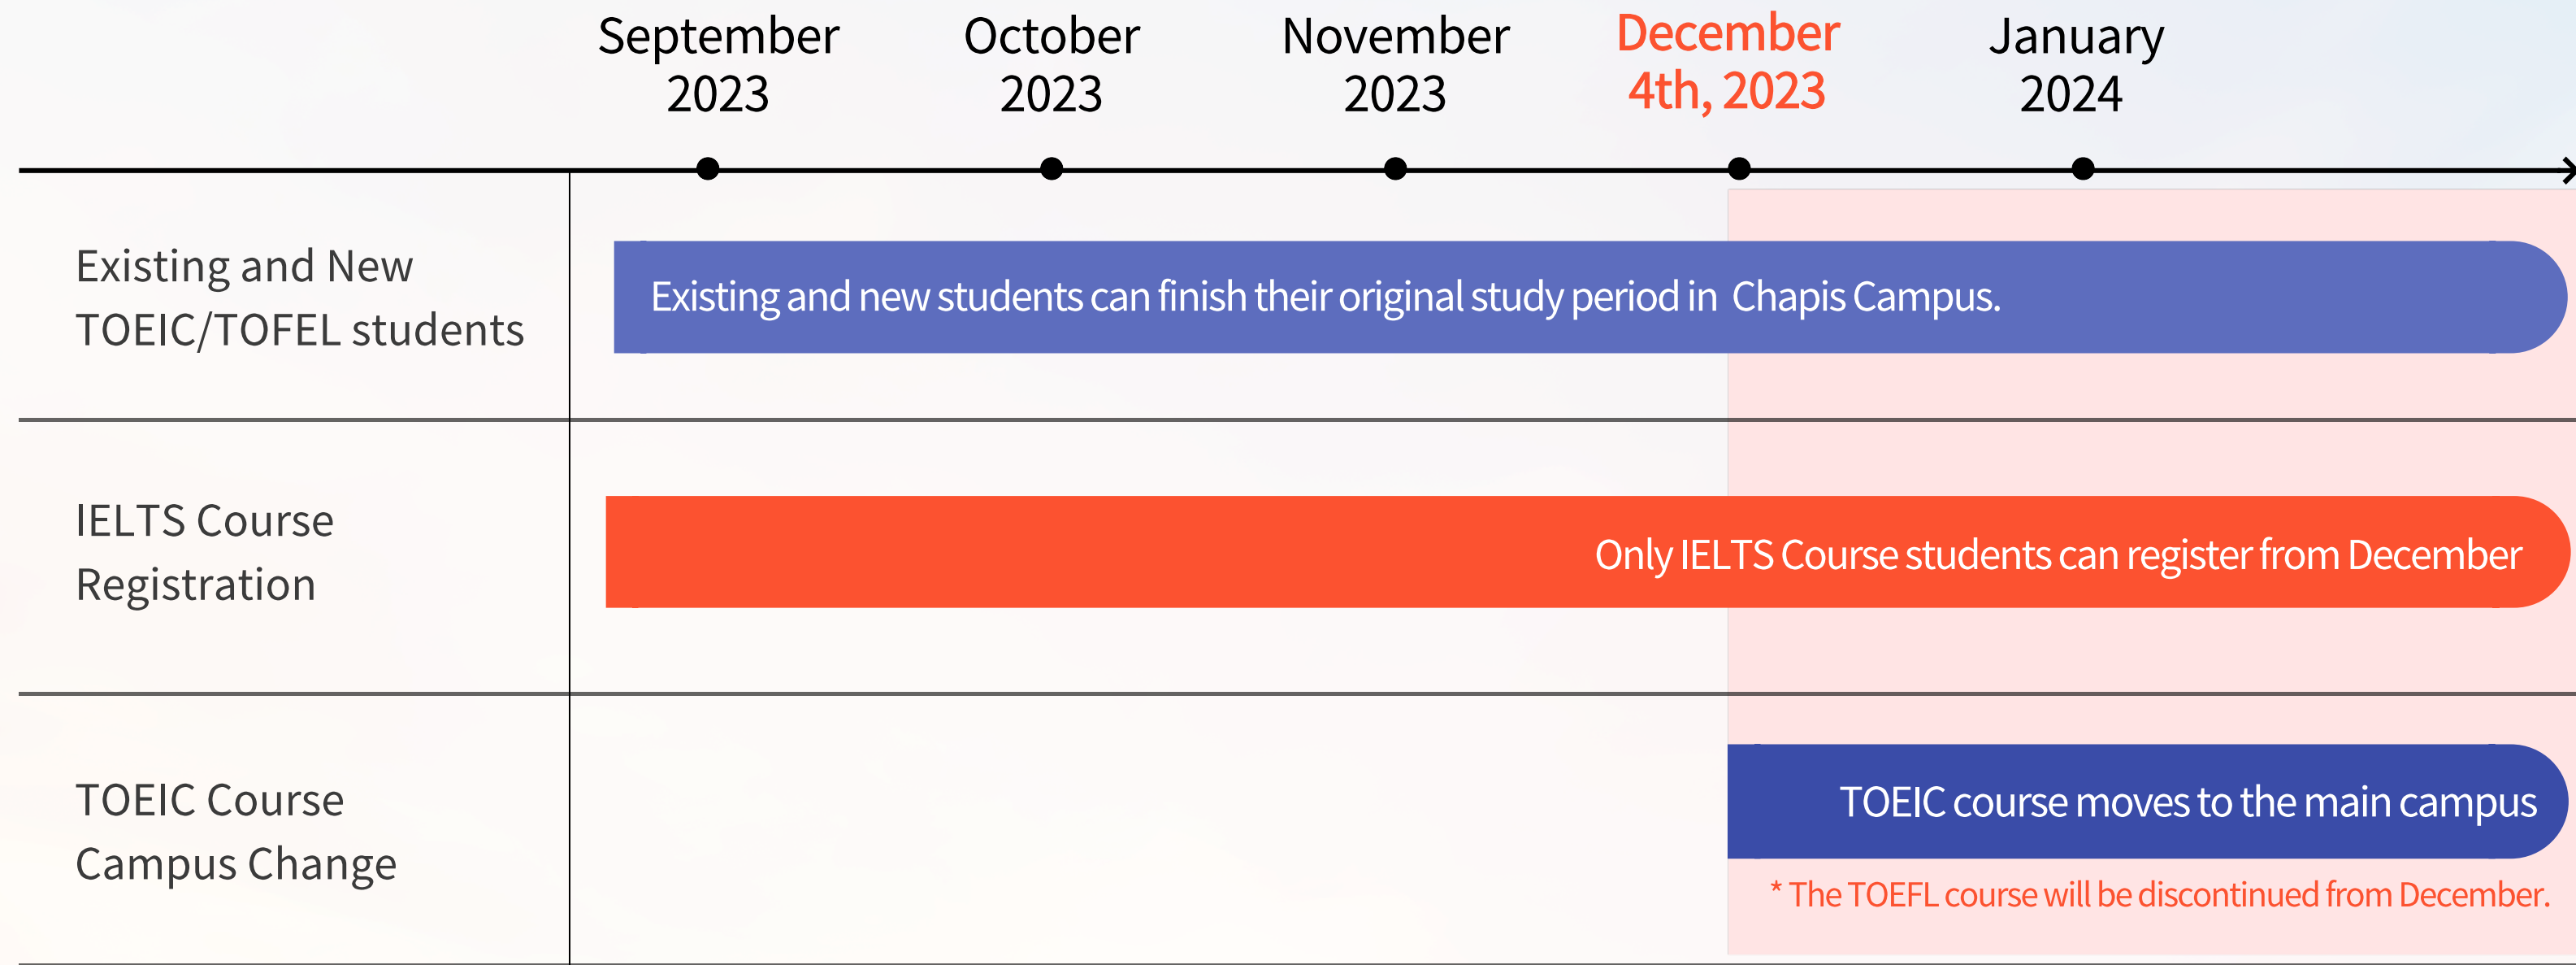 September
2023
October
2023
November
2023
December
4th, 2023
January
2024
Existing and New
TOEIC/TOFEL students
Existing and new students can finish their original study period in Chapis Campus.
IELTS Course
Registration
Only IELTS Course students can register from December
TOEIC Course
Campus Change
TOEIC course moves to the main campus
* The TOEFL course will be discontinued from December.